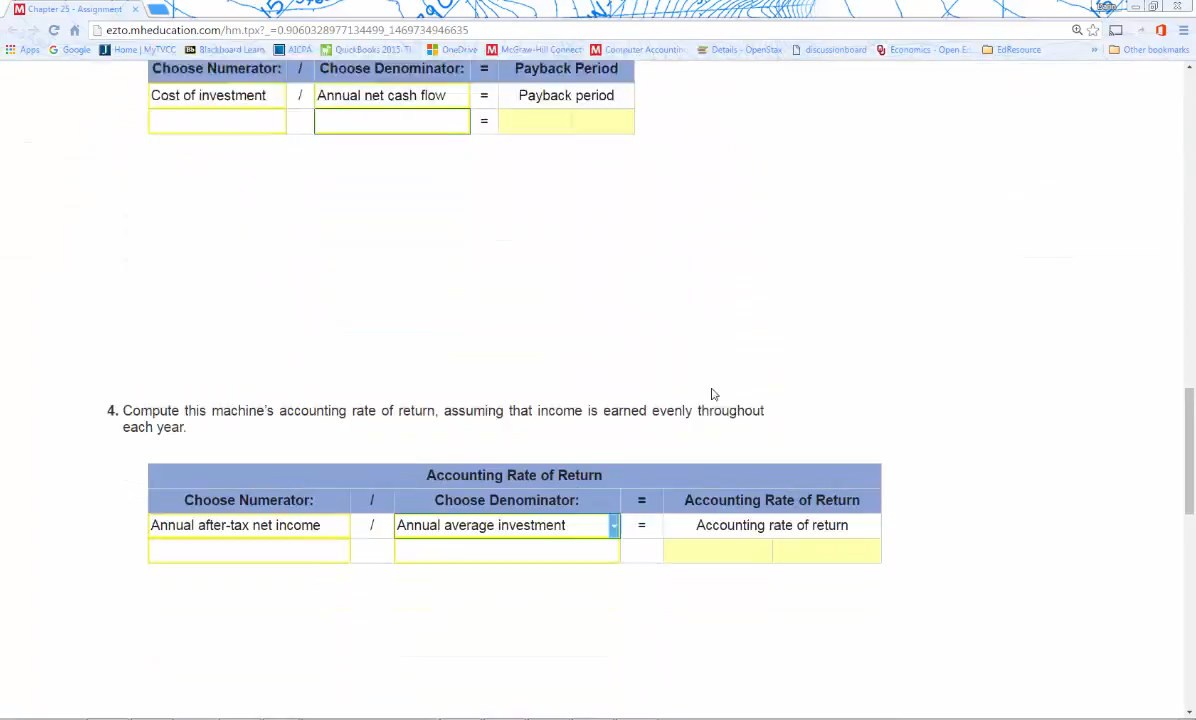 Chapter 25 - Assignment
ezto.mheducation.com/hm.tpx?_=0.9060328977134499_1469734946635
Apps Google Home | MyTVCC Blackboard Learn AICPA QuickBooks 2015: Ti OneDrive McGraw-Hill Connect Computer Accountin Details - OpenStax discussionboard Economics - Open E EdResource » Other bookmarks
Choose Numerator: / Choose Denominator: = Payback Period
Cost of investment / Annual net cash flow = Payback period
=
4. Compute this machine's accounting rate of return, assuming that income is earned evenly throughout
each year.
Accounting Rate of Return
Choose Numerator: / Choose Denominator: = Accounting Rate of Return
Annual after-tax net income / Annual average investment = Accounting rate of return